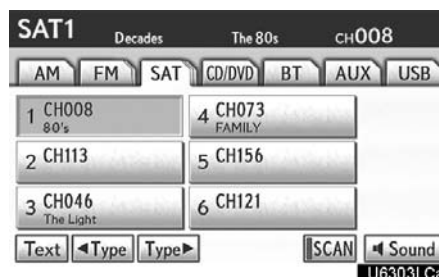 SAT1 Decades The 80s CH008
AM FM SAT CD/DVD BT AUX USB
1 CH008
80's
4 CH073
FAMILY
2 CH113
5 CH156
3 CH046
The Light
6 CH121
Text ◄Type Type► SCAN Sound
U6303LCa